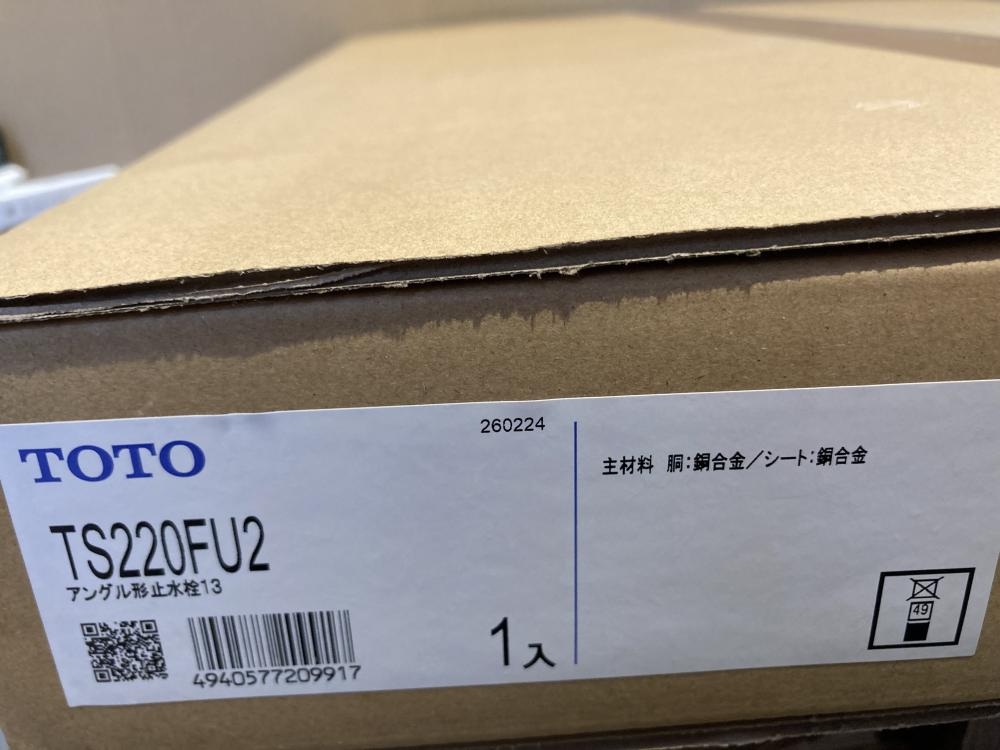 260224
TOTO
TS220FU2
アングル形止水栓13
4940577209917
1入
主材料 胴:銅合金/シート:銅合金
49